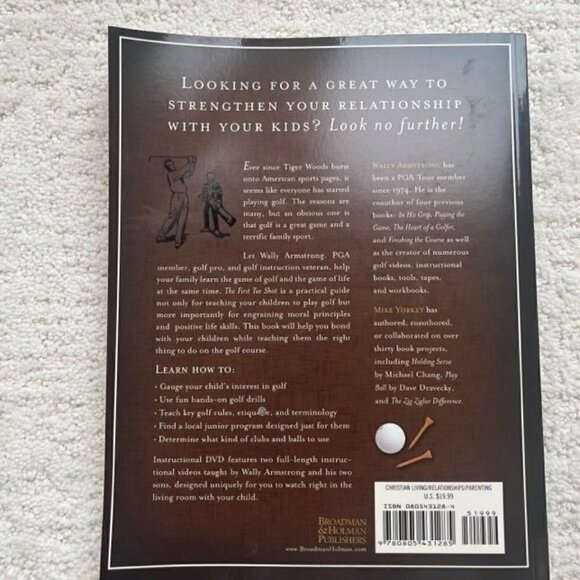 LOOKING FOR A GREAT WAY TO
STRENGTHEN YOUR RELATIONSHIP
WITH YOUR KIDS? Look no further!
Ever since Tiger Woods burst
onto American sports pages, it
seems like everyone has started
playing golf. The reasons are
many, but an obvious one is
that golf is a great game and a
terrific family sport.
Let Wally Armstrong, PGA
member, golf pro, and golf instruction veteran, help
your family learn the game of golf and the game of life
at the same time. The First Tee Shot is a practical guide
not only for teaching your children to play golf but
more importantly for engraining moral principles
and positive life skills. This book will help you bond
with your children while teaching them the right
thing to do on the golf course.
LEARN HOW TO:
• Gauge your child's interest in golf
• Use fun hands-on golf drills
• Teach key golf rules, etiquette, and terminology
• Find a local junior program designed just for them
• Determine what kind of clubs and balls to use
Instructional DVD features two full-length instruc-
tional videos taught by Wally Armstrong and his two
sons, designed uniquely for you to watch right in the
living room with your child.
WALLY ARMSTRONG has
been a PGA Tour member
since 1974. He is the
coauthor of four previous
books: In His Grip, Playing the
Game, The Heart of a Golfer,
and Finishing the Course as well
as the creator of numerous
golf videos, instructional
books, tools, tapes,
and workbooks.
MIKE YORKEY has
authored, coauthored,
or collaborated on over
thirty book projects,
including Holding Serve
by Michael Chang, Play
Ball by Dave Dravecky,
and The Zig Ziglar Difference.
BROADMAN
& HOLMAN
PUBLISHERS
www.BroadmanHolman.com
CHRISTIAN LIVING/RELATIONSHIPS/PARENTING
U.S. $19.99
ISBN 080543128-4
51999
9 780805 431285